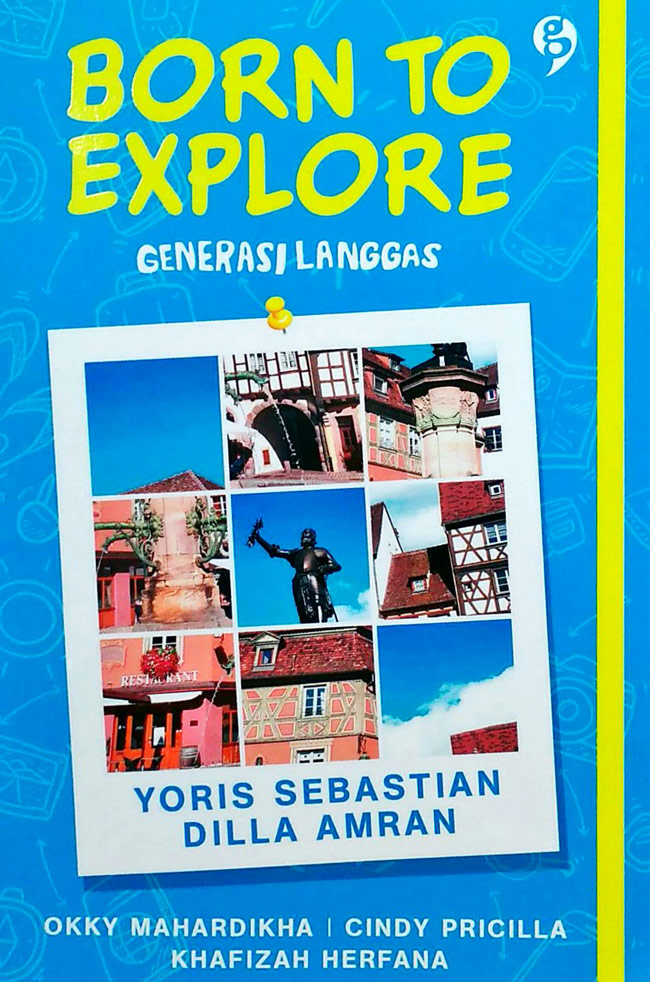 BORN TO
g
EXPLORE
GENERASI LANGGAS
RESTAURANT
YORIS SEBASTIAN
DILLA AMRAN
OKKY MAHARDIKHA | CINDY PRICILLA
KHAFIZAH HERFANA